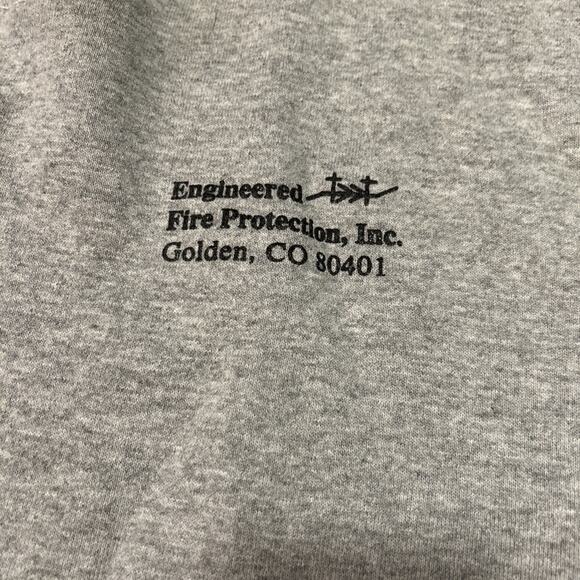 Engineered
Fire Protection, Inc.
Golden, CO 80401